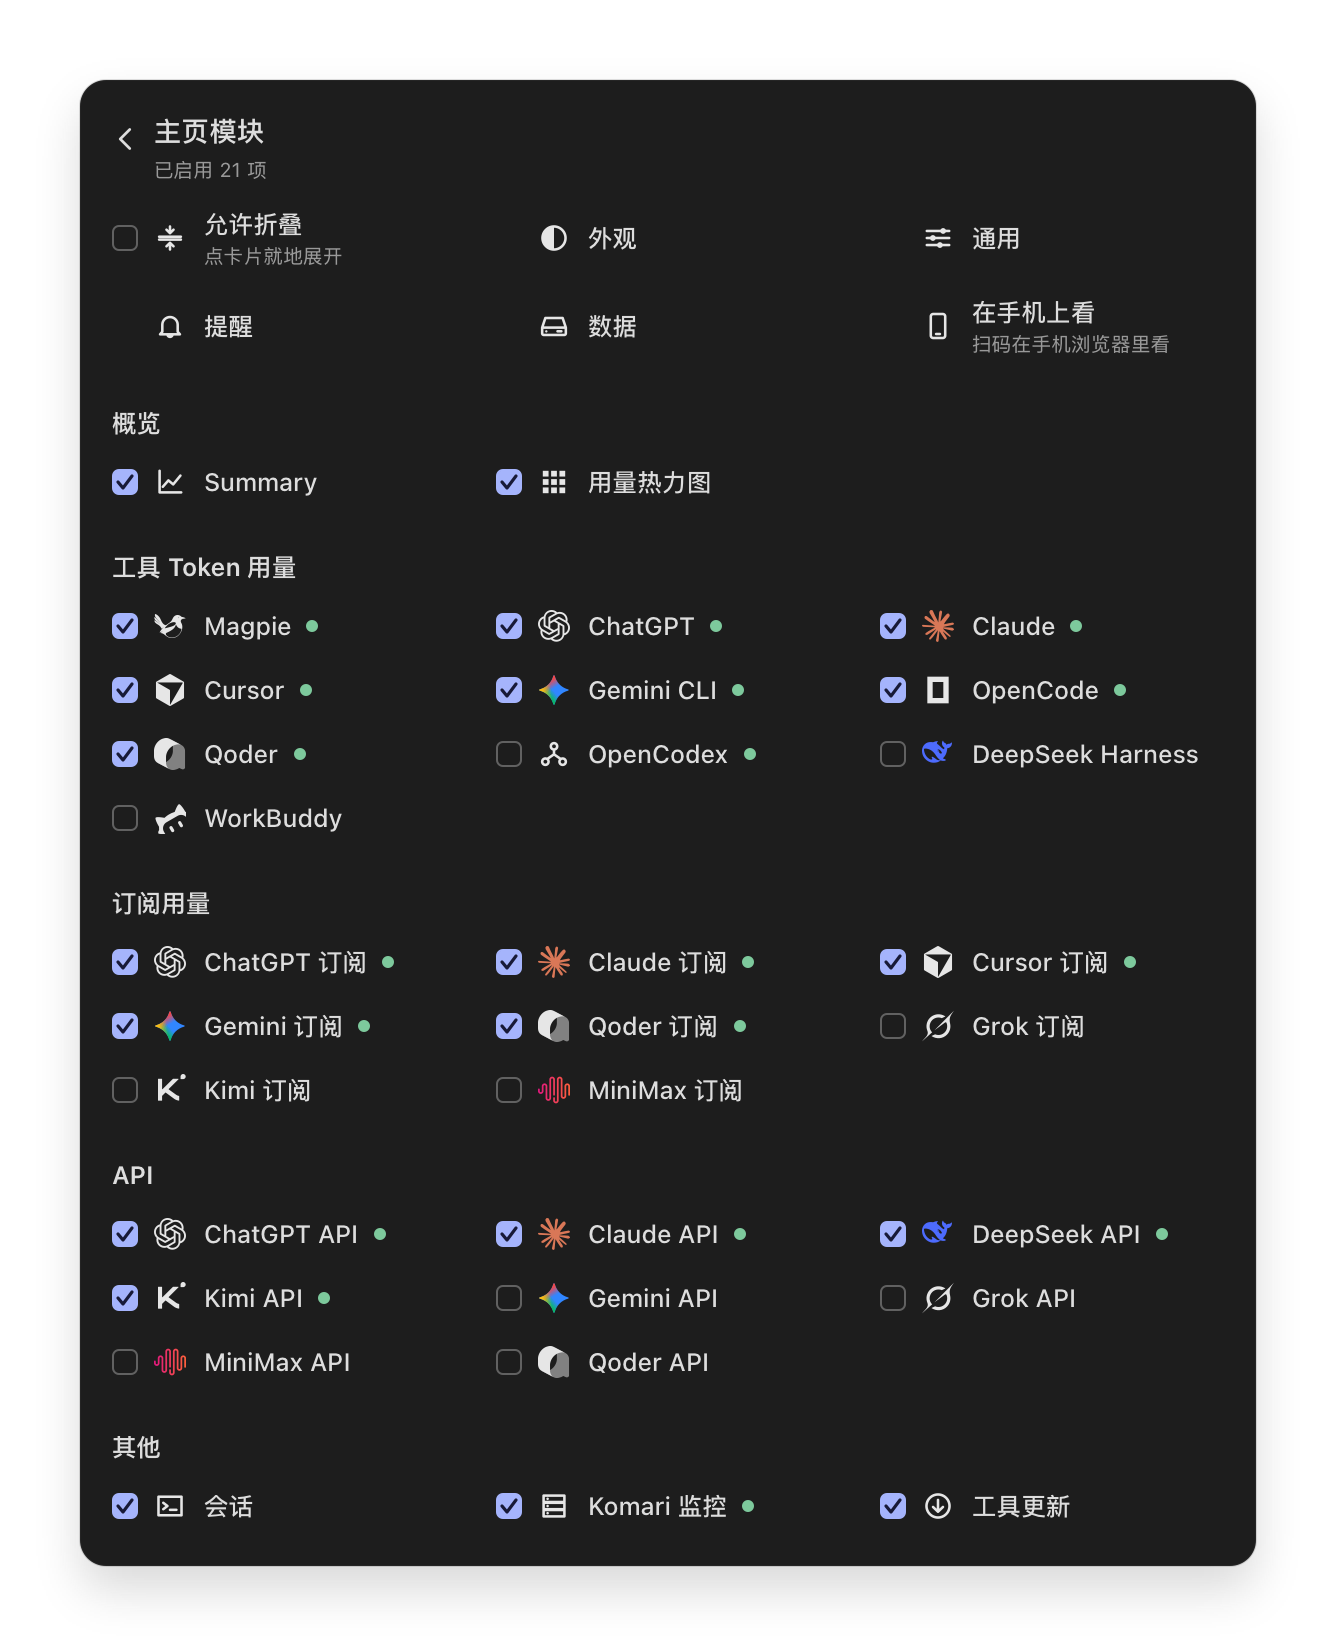 主页模块
已启用 21 项
允许折叠
点卡片就地展开
外观
通用
提醒
数据
在手机上看
扫码在手机浏览器里看
概览
Summary
用量热力图
工具 Token 用量
Magpie
ChatGPT
Claude
Cursor
Gemini CLI
OpenCode
Qoder
OpenCodex
DeepSeek Harness
WorkBuddy
订阅用量
ChatGPT 订阅
Claude 订阅
Cursor 订阅
Gemini 订阅
Qoder 订阅
Grok 订阅
Kimi 订阅
MiniMax 订阅
API
ChatGPT API
Claude API
DeepSeek API
Kimi API
Gemini API
Grok API
MiniMax API
Qoder API
其他
会话
Komari 监控
工具更新